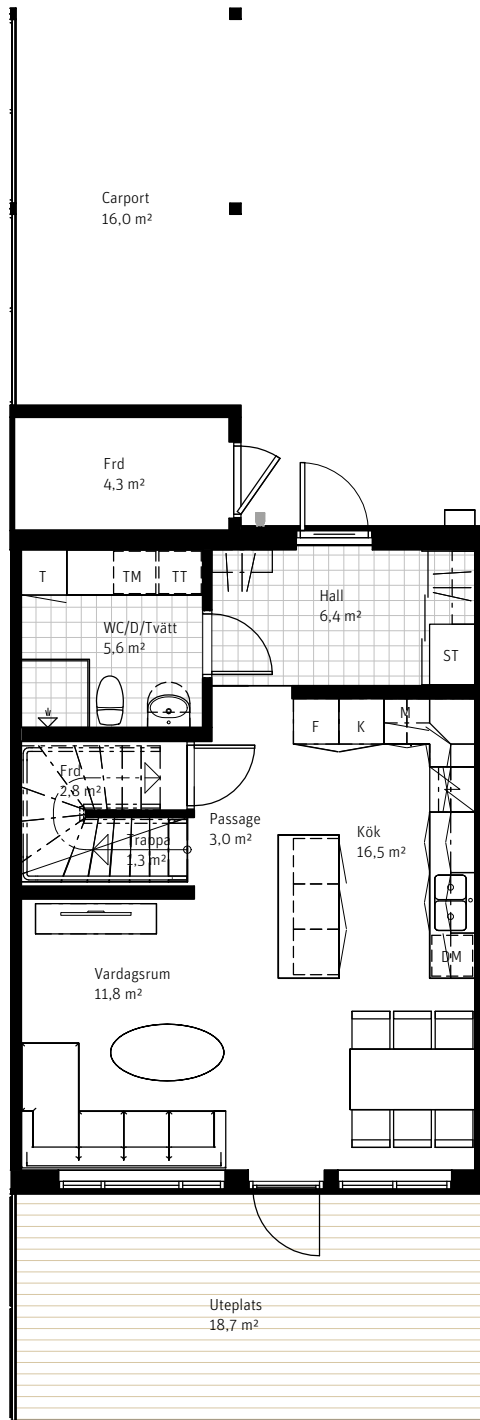 Carport
16,0 m²
Frd
4,3 m²
T
TM
TT
WC/D/Tvätt
5,6 m²
Hall
6,4 m²
ST
F
K
M
Frd
2,8 m²
Trappa
1,3 m²
Passage
3,0 m²
Kök
16,5 m²
DM
Vardagsrum
11,8 m²
Uteplats
18,7 m²